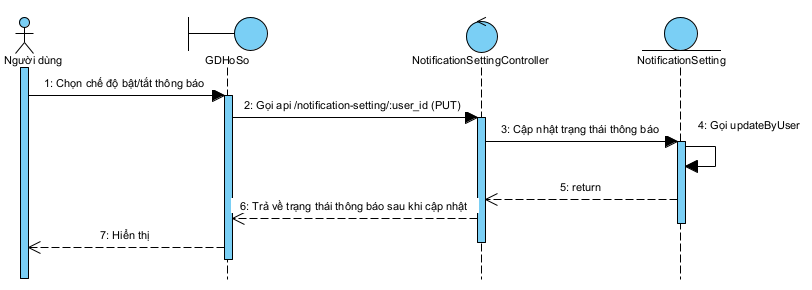 Người dùng
GDHoSo
NotificationSettingController
NotificationSetting
1: Chọn chế độ bật/tắt thông báo
2: Gọi api /notification-setting/:user_id (PUT)
3: Cập nhật trạng thái thông báo
4: Gọi updateByUser
5: return
6: Trả về trạng thái thông báo sau khi cập nhật
7: Hiển thị